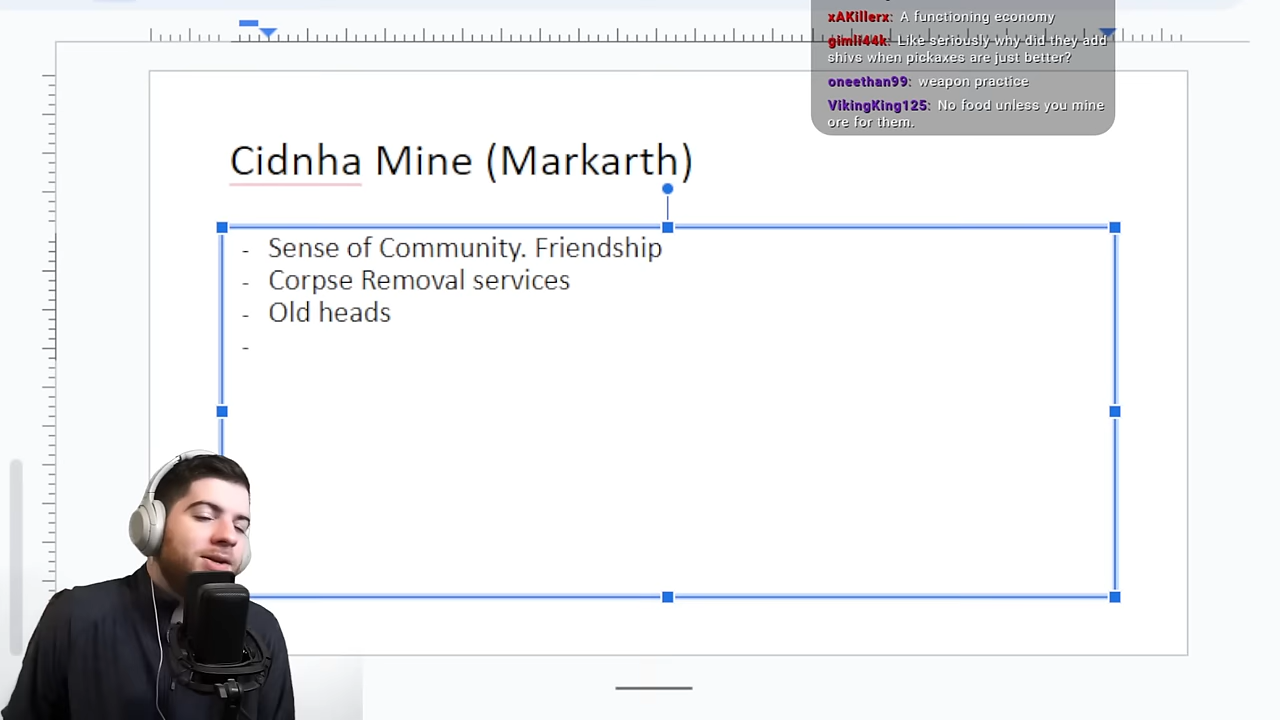 xAKillerx: A functioning economy
gimli44k: Like seriously why did they add
shivs when pickaxes are just better?
oneethan99: weapon practice
VikingKing125: No food unless you mine
ore for them.
Cidnha Mine (Markarth)
- Sense of Community. Friendship
- Corpse Removal services
- Old heads
-